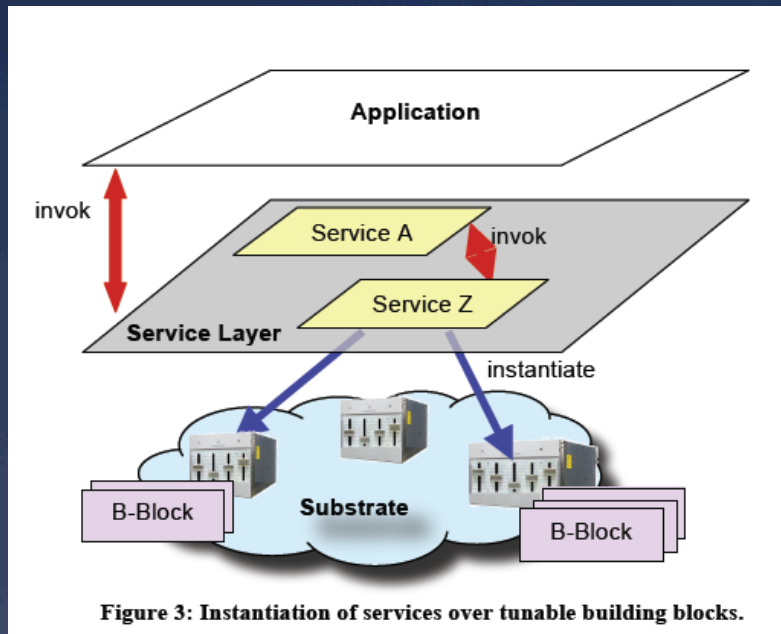 Application
invok
Service A
invok
Service Z
Service Layer
instantiate
Substrate
B-Block
B-Block
Figure 3: Instantiation of services over tunable building blocks.